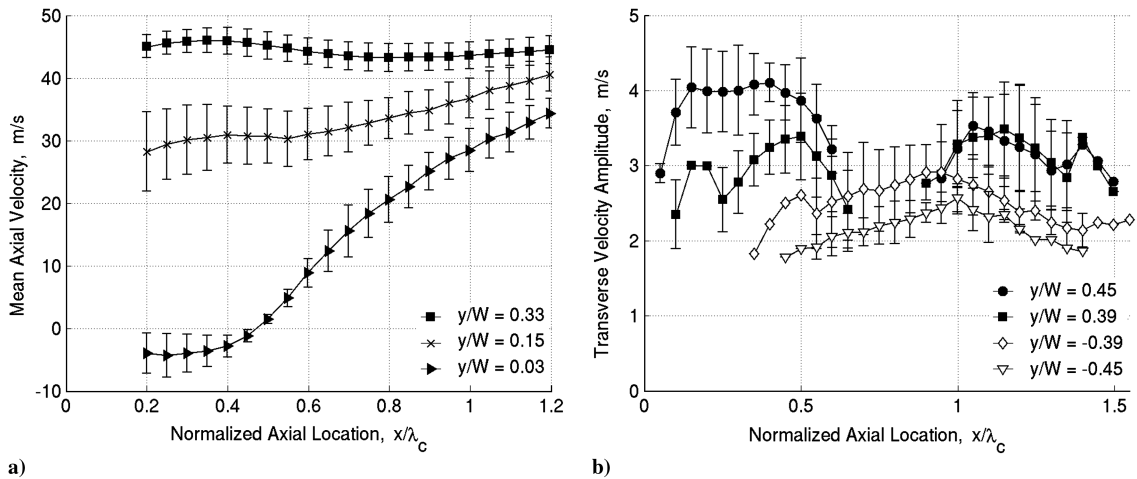 50
40
30
20
10
0
-10
Mean Axial Velocity, m/s
y/W = 0.33
y/W = 0.15
y/W = 0.03
0 0.2 0.4 0.6 0.8 1 1.2
Normalized Axial Location, x/λc
a)
5
4
3
2
1
0
Transverse Velocity Amplitude, m/s
y/W = 0.45
y/W = 0.39
y/W = -0.39
y/W = -0.45
0 0.5 1 1.5
Normalized Axial Location, x/λc
b)